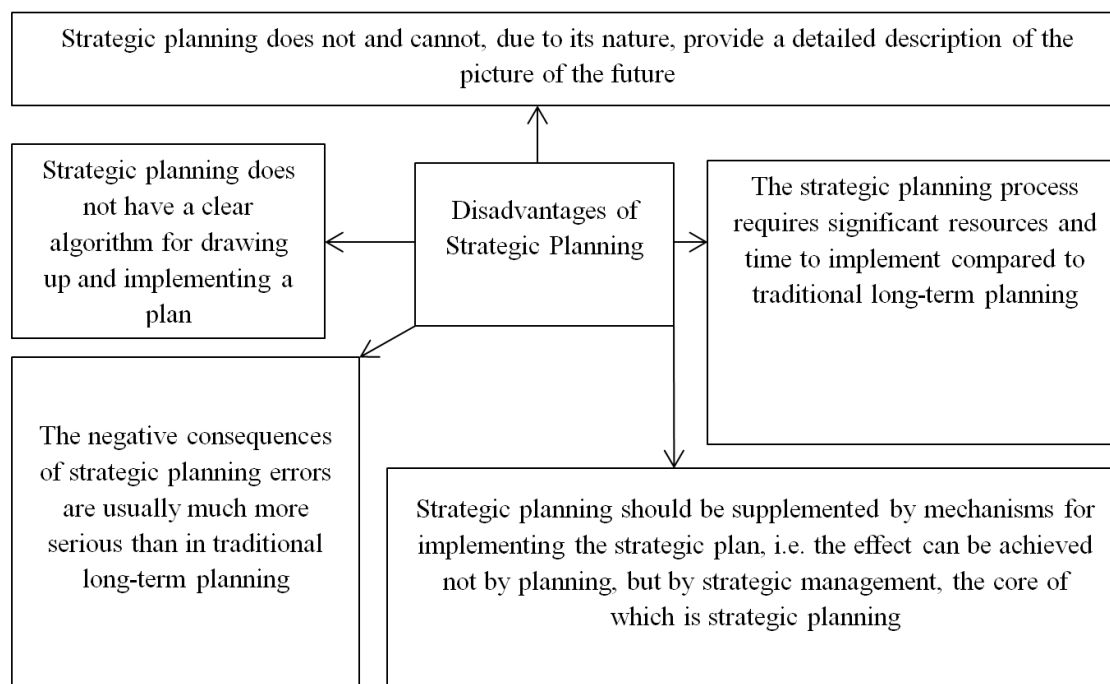 Strategic planning does not and cannot, due to its nature, provide a detailed description of the
picture of the future
Strategic planning does
not have a clear
algorithm for drawing
up and implementing a
plan
Disadvantages of
Strategic Planning
The strategic planning process
requires significant resources and
time to implement compared to
traditional long-term planning
The negative consequences
of strategic planning errors
are usually much more
serious than in traditional
long-term planning
Strategic planning should be supplemented by mechanisms for
implementing the strategic plan, i.e. the effect can be achieved
not by planning, but by strategic management, the core of
which is strategic planning